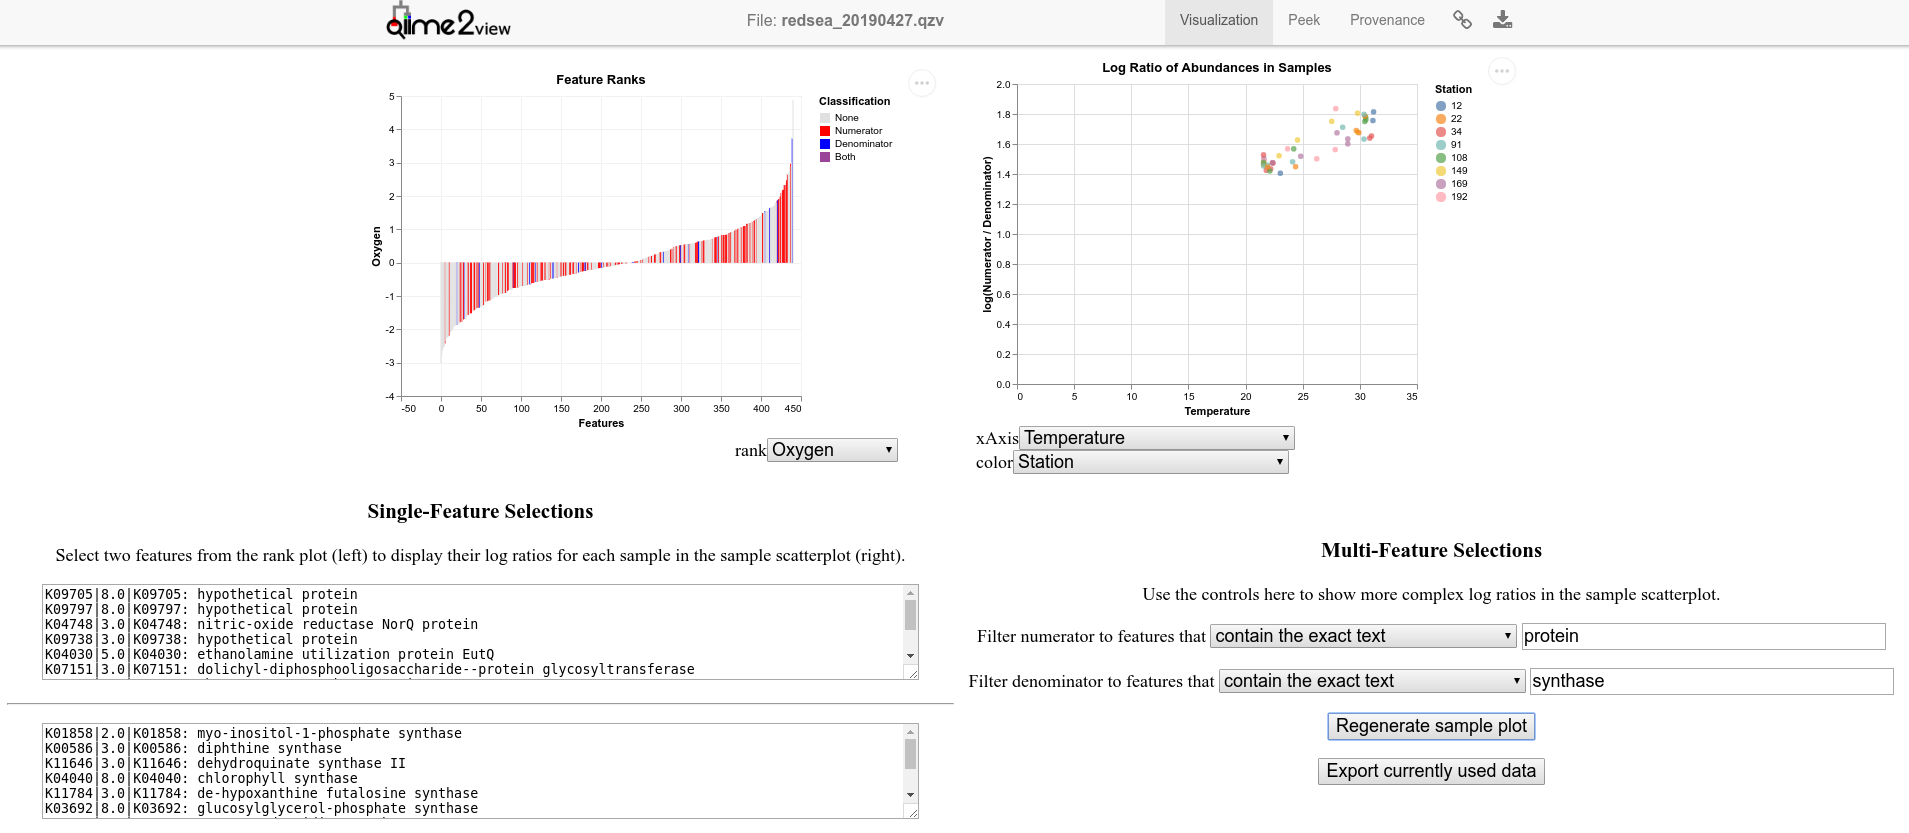 qiime2view
File: redsea_20190427.qzv
Visualization
Peek
Provenance
Feature Ranks
5
4
3
2
1
0
-1
-2
-3
-4
Oxygen
-50 0 50 100 150 200 250 300 350 400 450
Features
Classification
None
Numerator
Denominator
Both
rank Oxygen
Log Ratio of Abundances in Samples
2.0
1.8
1.6
1.4
1.2
1.0
0.8
0.6
0.4
0.2
0.0
log(Numerator / Denominator)
0 5 10 15 20 25 30 35
Temperature
Station
12
22
34
91
108
149
169
192
xAxis Temperature
color Station
Single-Feature Selections
Select two features from the rank plot (left) to display their log ratios for each sample in the sample scatterplot (right).
K09705|8.0|K09705: hypothetical protein
K09797|8.0|K09797: hypothetical protein
K04748|3.0|K04748: nitric-oxide reductase NorQ protein
K09738|3.0|K09738: hypothetical protein
K04030|5.0|K04030: ethanolamine utilization protein EutQ
K07151|3.0|K07151: dolichyl-diphosphooligosaccharide--protein glycosyltransferase
K01858|2.0|K01858: myo-inositol-1-phosphate synthase
K00586|3.0|K00586: diphthine synthase
K11646|3.0|K11646: dehydroquinate synthase II
K04040|8.0|K04040: chlorophyll synthase
K11784|3.0|K11784: de-hypoxanthine futalosine synthase
K03692|8.0|K03692: glucosylglycerol-phosphate synthase
Multi-Feature Selections
Use the controls here to show more complex log ratios in the sample scatterplot.
Filter numerator to features that contain the exact text protein
Filter denominator to features that contain the exact text synthase
Regenerate sample plot
Export currently used data